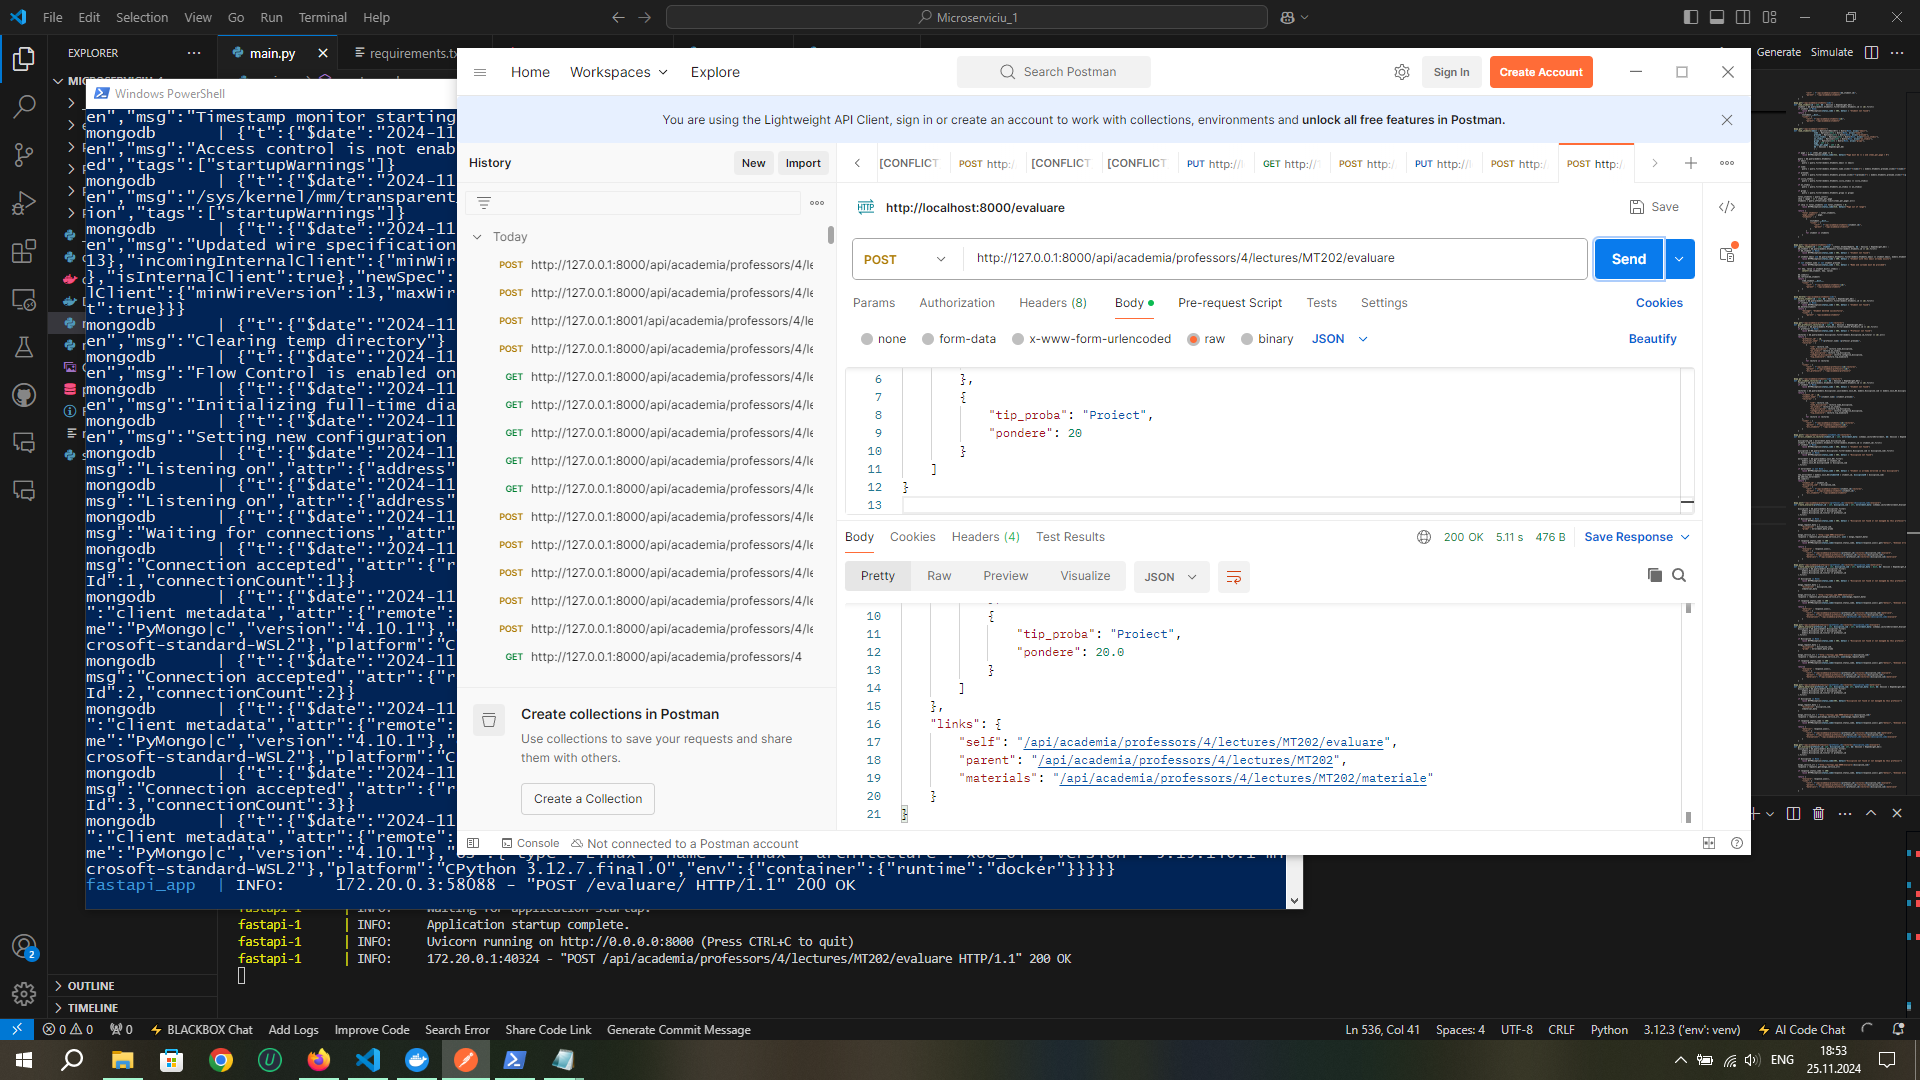 File Edit Selection View Go Run Terminal Help
Microserviciu_1
EXPLORER
main.py
requirements.tx
Generate Simulate
Windows PowerShell
en","msg":"Timestamp monitor starting
mongodb | {"t":{"$date":"2024-11
en","msg":"Access control is not enab
ed","tags":["startupWarnings"]}
mongodb | {"t":{"$date":"2024-11
en","msg":"/sys/kernel/mm/transparent
ion","tags":["startupWarnings"]}
mongodb | {"t":{"$date":"2024-11
en","msg":"Updated wire specification
13},"incomingInternalClient":{"minWir
},"isInternalClient":true},"newSpec":
lClient":{"minWireVersion":13,"maxWir
t":true}}}
mongodb | {"t":{"$date":"2024-11
en","msg":"Clearing temp directory"}
mongodb | {"t":{"$date":"2024-11
en","msg":"Flow Control is enabled on
mongodb | {"t":{"$date":"2024-11
en","msg":"Initializing full-time dia
mongodb | {"t":{"$date":"2024-11
en","msg":"Setting new configuration
mongodb | {"t":{"$date":"2024-11
msg":"Listening on","attr":{"address"
mongodb | {"t":{"$date":"2024-11
msg":"Listening on","attr":{"address"
mongodb | {"t":{"$date":"2024-11
msg":"Waiting for connections","attr"
mongodb | {"t":{"$date":"2024-11
msg":"Connection accepted","attr":{"r
Id":1,"connectionCount":1}}
mongodb | {"t":{"$date":"2024-11
":"client metadata","attr":{"remote":
me":"PyMongo|c","version":"4.10.1"},"
crosoft-standard-WSL2"},"platform":"C
mongodb | {"t":{"$date":"2024-11
msg":"Connection accepted","attr":{"r
Id":2,"connectionCount":2}}
mongodb | {"t":{"$date":"2024-11
":"client metadata","attr":{"remote":
me":"PyMongo|c","version":"4.10.1"},"
crosoft-standard-WSL2"},"platform":"C
mongodb | {"t":{"$date":"2024-11
msg":"Connection accepted","attr":{"r
Id":3,"connectionCount":3}}
mongodb | {"t":{"$date":"2024-11
":"client metadata","attr":{"remote":
me":"PyMongo|c","version":"4.10.1"},
crosoft-standard-WSL2"},"platform":"CPython 3.12.7.final.0","env":{"container":{"runtime":"docker"}}}}}
fastapi_app | INFO: 172.20.0.3:58088 - "POST /evaluare/ HTTP/1.1" 200 OK
Home Workspaces Explore
Search Postman
Sign In
Create Account
You are using the Lightweight API Client, sign in or create an account to work with collections, environments and unlock all free features in Postman.
History
New Import
[CONFLICT POST http:/ [CONFLICT [CONFLICT PUT http:// GET http:// POST http:/ PUT http:// POST http:/ POST http:/
Today
POST http://127.0.0.1:8000/api/academia/professors/4/le
POST http://127.0.0.1:8000/api/academia/professors/4/le
POST http://127.0.0.1:8001/api/academia/professors/4/le
POST http://127.0.0.1:8000/api/academia/professors/4/le
GET http://127.0.0.1:8000/api/academia/professors/4/le
GET http://127.0.0.1:8000/api/academia/professors/4/le
GET http://127.0.0.1:8000/api/academia/professors/4/le
GET http://127.0.0.1:8000/api/academia/professors/4/le
GET http://127.0.0.1:8000/api/academia/professors/4/le
POST http://127.0.0.1:8000/api/academia/professors/4/le
POST http://127.0.0.1:8000/api/academia/professors/4/le
POST http://127.0.0.1:8000/api/academia/professors/4/le
POST http://127.0.0.1:8000/api/academia/professors/4/le
POST http://127.0.0.1:8000/api/academia/professors/4/le
GET http://127.0.0.1:8000/api/academia/professors/4
Create collections in Postman
Use collections to save your requests and share
them with others.
Create a Collection
HTTP http://localhost:8000/evaluare
Save
POST http://127.0.0.1:8000/api/academia/professors/4/lectures/MT202/evaluare
Send
Params Authorization Headers (8) Body Pre-request Script Tests Settings
Cookies
none form-data x-www-form-urlencoded raw binary JSON
Beautify
6 },
7 {
8 "tip_proba": "Proiect",
9 "pondere": 20
10 }
11 ]
12 }
13
Body Cookies Headers (4) Test Results
200 OK 5.11 s 476 B Save Response
Pretty Raw Preview Visualize JSON
10 {
11 "tip_proba": "Proiect",
12 "pondere": 20.0
13 }
14 ]
15 },
16 "links": {
17 "self": "/api/academia/professors/4/lectures/MT202/evaluare",
18 "parent": "/api/academia/professors/4/lectures/MT202",
19 "materials": "/api/academia/professors/4/lectures/MT202/materiale"
20 }
21 }
Console Not connected to a Postman account
fastapi-1 | INFO: Waiting for application startup.
fastapi-1 | INFO: Application startup complete.
fastapi-1 | INFO: Uvicorn running on http://0.0.0.0:8000 (Press CTRL+C to quit)
fastapi-1 | INFO: 172.20.0.1:40324 - "POST /api/academia/professors/4/lectures/MT202/evaluare HTTP/1.1" 200 OK
OUTLINE
TIMELINE
2
0 0 0 BLACKBOX Chat Add Logs Improve Code Search Error Share Code Link Generate Commit Message
Ln 536, Col 41 Spaces: 4 UTF-8 CRLF Python 3.12.3 ('env': venv) AI Code Chat
ENG
18:53
25.11.2024